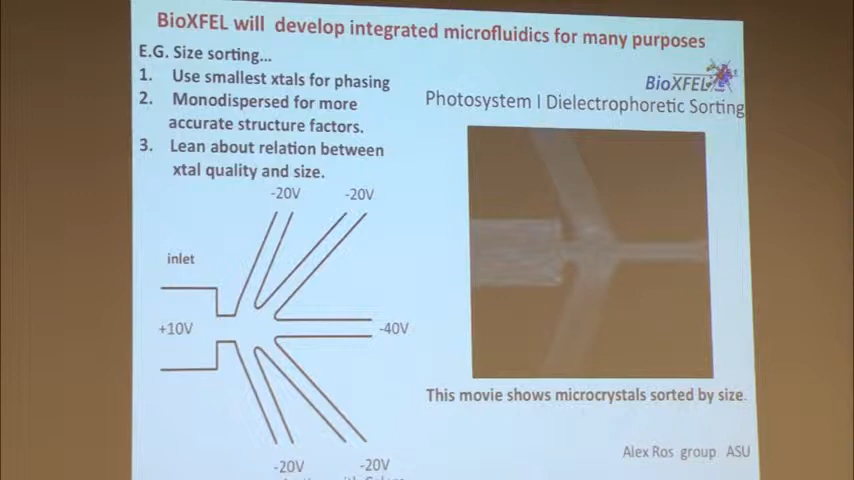 BioXFEL will develop integrated microfluidics for many purposes
E.G. Size sorting...
1. Use smallest xtals for phasing
2. Monodispersed for more
accurate structure factors.
3. Lean about relation between
xtal quality and size.
BioXFEL
Photosystem I Dielectrophoretic Sorting
-20V -20V
inlet
+10V
-40V
-20V -20V
This movie shows microcrystals sorted by size.
Alex Ros group ASU